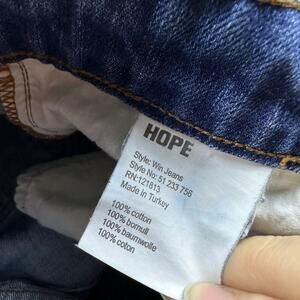 HOPE
Style: Win Jeans
Style No: 51 233 756
RN:121813
Made in Turkey
100% cotton
100% bomull
100% baumwolle
100% coton